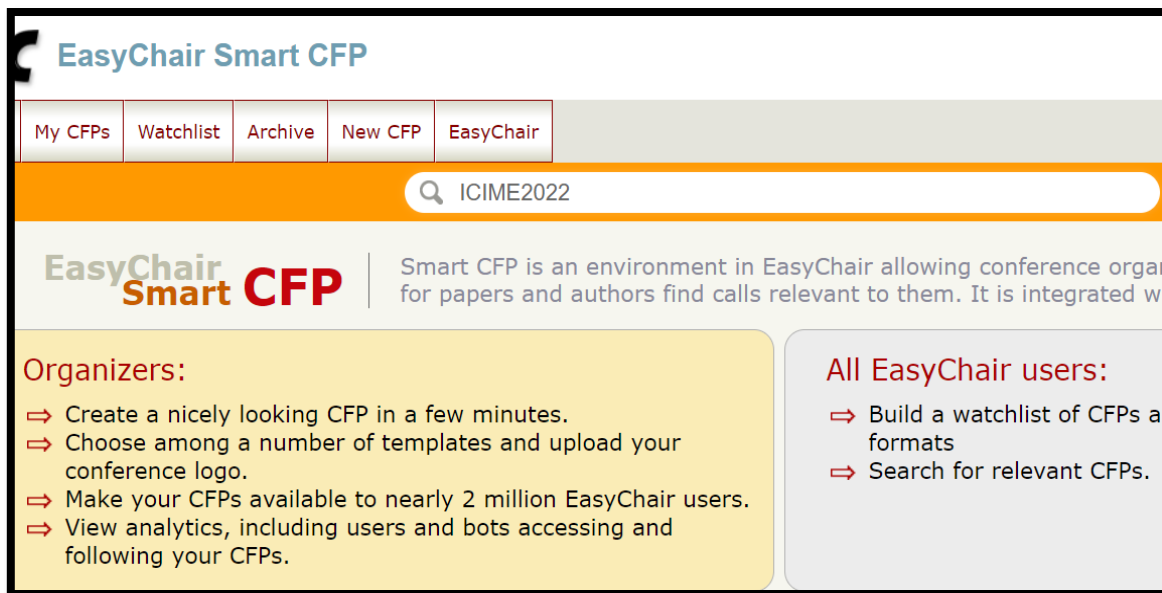 EasyChair Smart CFP
My CFPs Watchlist Archive New CFP EasyChair
ICIME2022
EasyChair
Smart CFP
Smart CFP is an environment in EasyChair allowing conference
for papers and authors find calls relevant to them. It is integrated
Organizers:
⇨ Create a nicely looking CFP in a few minutes.
⇨ Choose among a number of templates and upload your
conference logo.
⇨ Make your CFPs available to nearly 2 million EasyChair users.
⇨ View analytics, including users and bots accessing and
following your CFPs.
All EasyChair users:
⇨ Build a watchlist of CFPs
formats
⇨ Search for relevant CFPs.